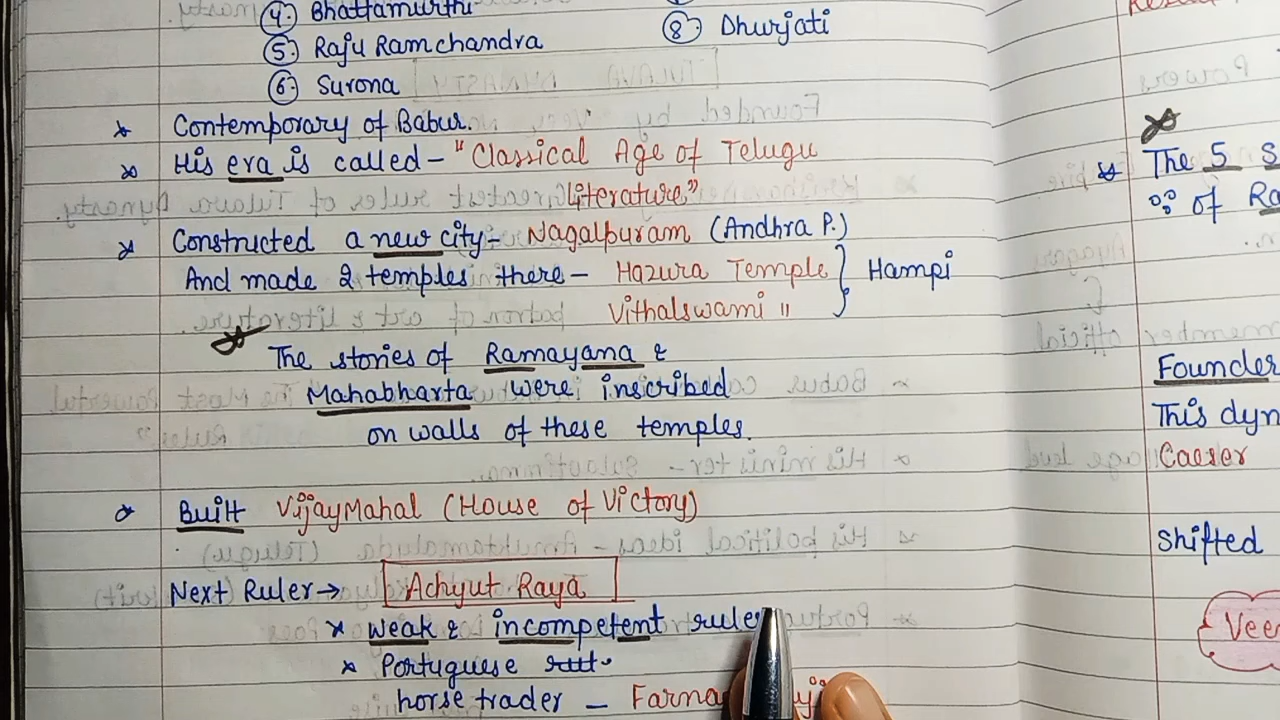 ④. Bhattamurthi
⑤. Raju Ramchandra
⑥. Surona
⑧. Dhurjati
Contemporary of Babur.
His era is called - "Classical Age of Telugu
literature"
Constructed a new city - Nagalpuram (Andhra P.)
And made 2 temples there - Hazura Temple } Hampi
Vithalswami "
The stories of Ramayana &
Mahabharta were inscribed
on walls of these temples.
Built VijayMahal (House of Victory)
Next Ruler → Achyut Raya
× Weak & incompetent ruler
× Portuguese
horse trader -
The 5 S
of Ra
Founder
This dyn
Caeser
Shifted
Vee